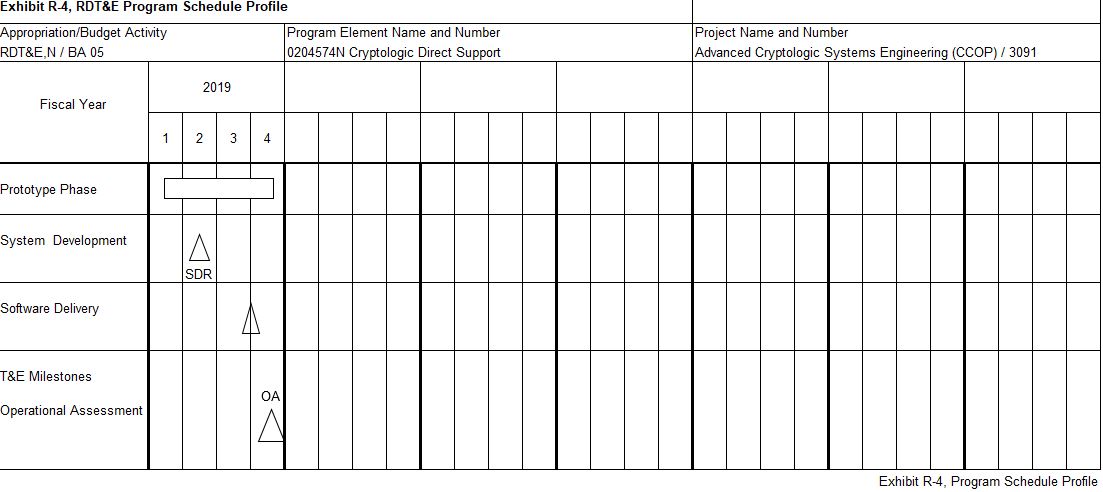 Exhibit R-4, RDT&E Program Schedule Profile
Appropriation/Budget Activity
RDT&E,N / BA 05
Program Element Name and Number
0204574N Cryptologic Direct Support
Project Name and Number
Advanced Cryptologic Systems Engineering (CCOP) / 3091
Fiscal Year
2019
1 2 3 4
Prototype Phase
System  Development
SDR
Software Delivery
T&E Milestones
OA
Operational Assessment
Exhibit R-4, Program Schedule Profile